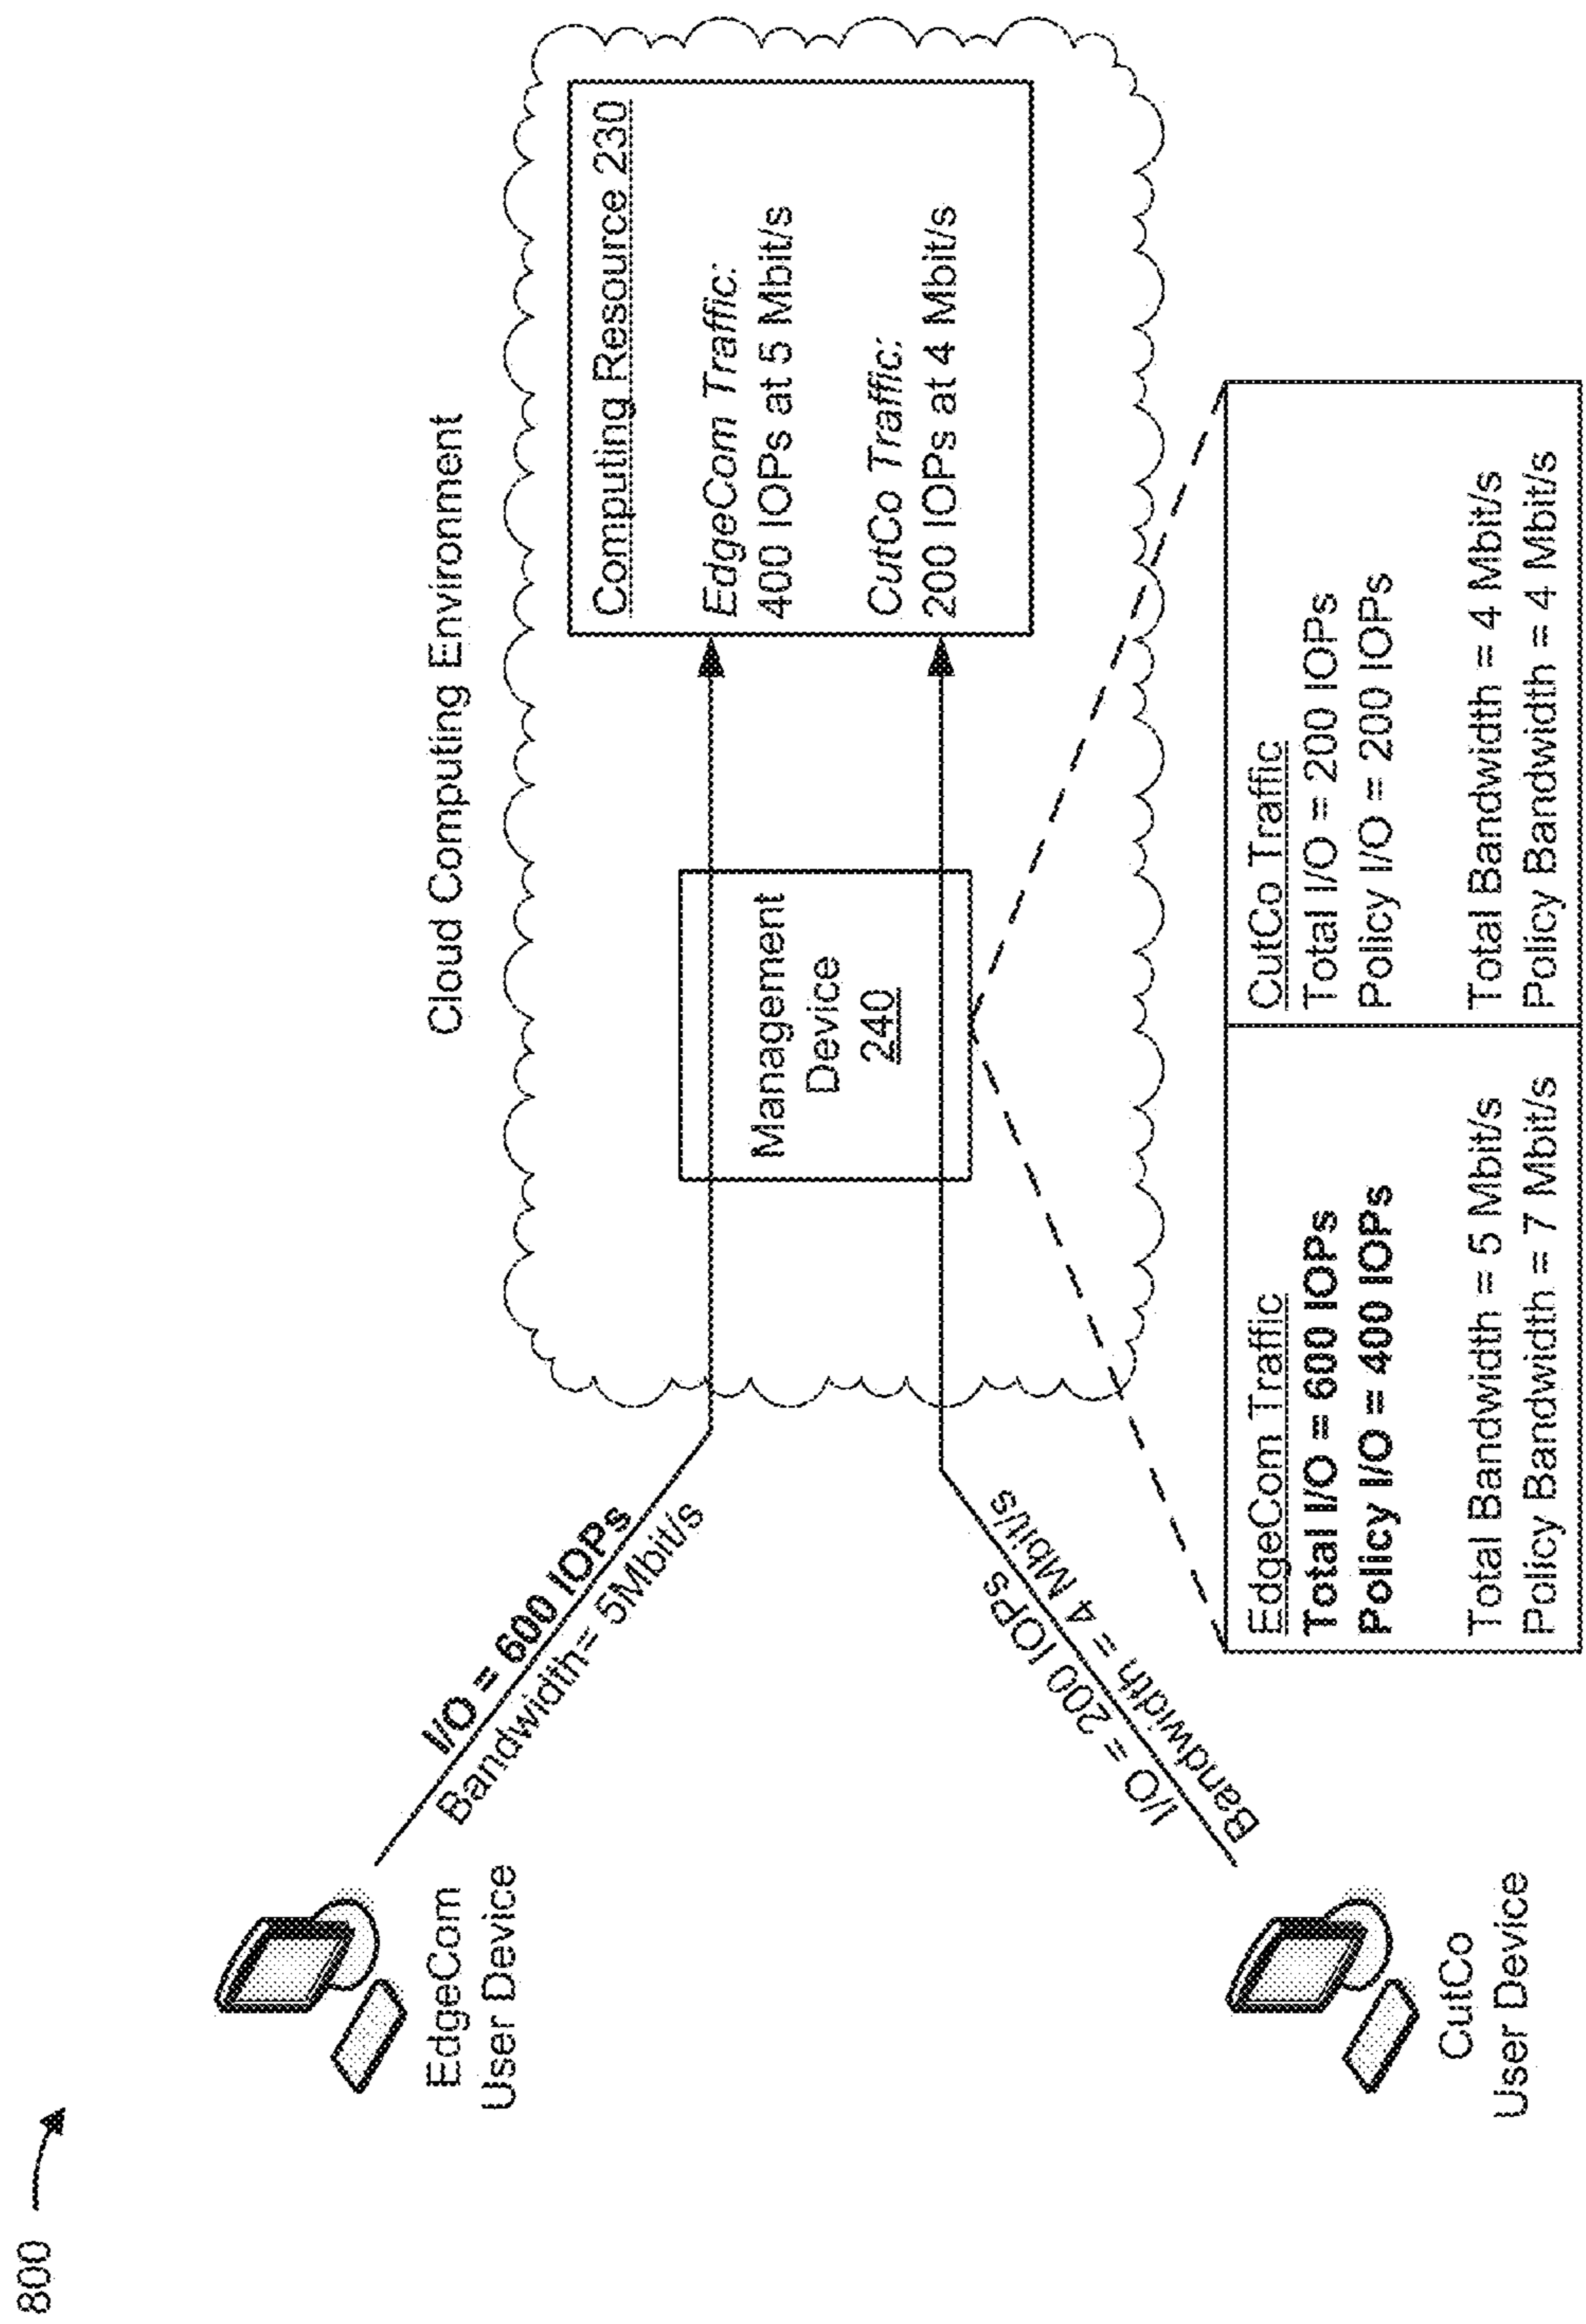 800
EdgeCom
User Device
I/O = 600 IOPs
Bandwidth= 5Mbit/s
CutCo
User Device
I/O = 200 IOPs
Bandwidth = 4 Mbit/s
Cloud Computing Environment
Management
Device
240
Computing Resource 230
EdgeCom Traffic:
400 IOPs at 5 Mbit/s
CutCo Traffic:
200 IOPs at 4 Mbit/s
EdgeCom Traffic
Total I/O = 600 IOPs
Policy I/O = 400 IOPs
Total Bandwidth = 5 Mbit/s
Policy Bandwidth = 7 Mbit/s
CutCo Traffic
Total I/O = 200 IOPs
Policy I/O = 200 IOPs
Total Bandwidth = 4 Mbit/s
Policy Bandwidth = 4 Mbit/s